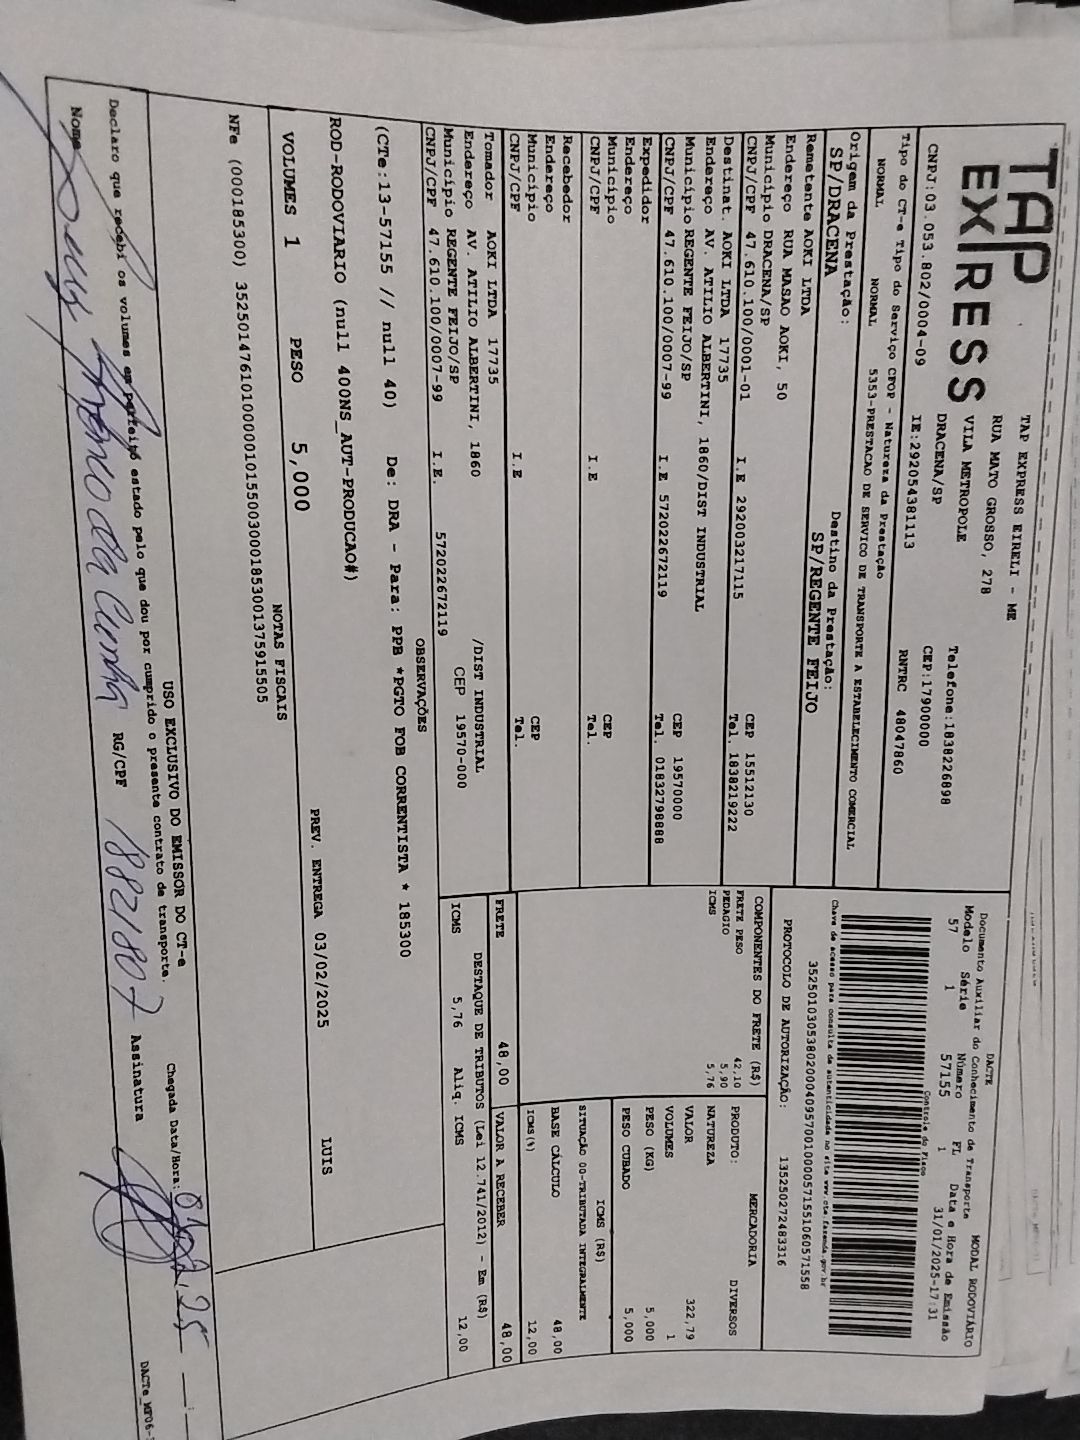 TAP
EXPRESS
TAP EXPRESS EIRELI - ME
RUA MATO GROSSO, 278
VILA METROPOLE
DRACENA/SP
Telefone:1838226898
CEP:17900000
CNPJ:03.053.802/0004-09
IE:292054381113
RNTRC 48047860
Tipo do CT-e Tipo do Serviço CFOP - Natureza da Prestação
NORMAL NORMAL 5353-PRESTACAO DE SERVICO DE TRANSPORTE A ESTABELECIMENTO COMERCIAL
Origem da Prestação: Destino da Prestação:
SP/DRACENA SP/REGENTE FEIJO
Remetente AOKI LTDA
Endereço RUA MASAO AOKI, 50
Município DRACENA/SP CEP 15512130
CNPJ/CPF 47.610.100/0001-01 I.E 292003217115 Tel. 1838219222
Destinat. AOKI LTDA 17735
Endereço AV. ATILIO ALBERTINI, 1860/DIST INDUSTRIAL
Município REGENTE FEIJO/SP CEP 19570000
CNPJ/CPF 47.610.100/0007-99 I.E 572022672119 Tel. 01832798888
Expedidor
Endereço
Município CEP
CNPJ/CPF I.E Tel.
Recebedor
Endereço
Município CEP
CNPJ/CPF I.E Tel.
Tomador AOKI LTDA 17735
Endereço AV. ATILIO ALBERTINI, 1860 /DIST INDUSTRIAL
Município REGENTE FEIJO/SP CEP 19570-000
CNPJ/CPF 47.610.100/0007-99 I.E. 572022672119
DACTE
Documento Auxiliar do Conhecimento de Transporte MODAL RODOVIÁRIO
Modelo Série Número FL Data e Hora de Emissão
57 1 57155 1 31/01/2025-17:31
Controle do Fisco
Chave de acesso para consulta de autenticidade no site www.cte.fazenda.gov.br
35250103053802000409570010000571551060571558
PROTOCOLO DE AUTORIZAÇÃO: 135250272483316
COMPONENTES DO FRETE (R$)
FRETE PESO 42,10
PEDAGIO 5,90
ICMS 5,76
PRODUTO: MERCADORIA
NATUREZA DIVERSOS
VALOR 322,79
VOLUMES 1
PESO (KG) 5,000
PESO CUBADO 5,000
ICMS (R$)
SITUAÇÃO 00-TRIBUTADA INTEGRALMENTE
BASE CÁLCULO 48,00
ICMS(%) 12,00
FRETE 48,00 VALOR A RECEBER 48,00
DESTAQUE DE TRIBUTOS (Lei 12.741/2012) - Em (R$)
ICMS 5,76 Aliq. ICMS 12,00
OBSERVAÇÕES
(CTe:13-57155 // null 40) De: DRA - Para: PPB *PGTO FOB CORRENTISTA * 185300
ROD-RODOVIARIO (null 400NS_AUT-PRODUCAO#)
VOLUMES 1 PESO 5,000 PREV. ENTREGA 03/02/2025 LUIS
NOTAS FISCAIS
NFe (000185300) 35250147610100000101550030001853001375915505
USO EXCLUSIVO DO EMISSOR DO CT-e
Declaro que recebi os volumes em perfeito estado pelo que dou por cumprido o presente contrato de transporte.
Chegada Data/Hora:
Nome da Cunha RG/CPF 18821807 Assinatura